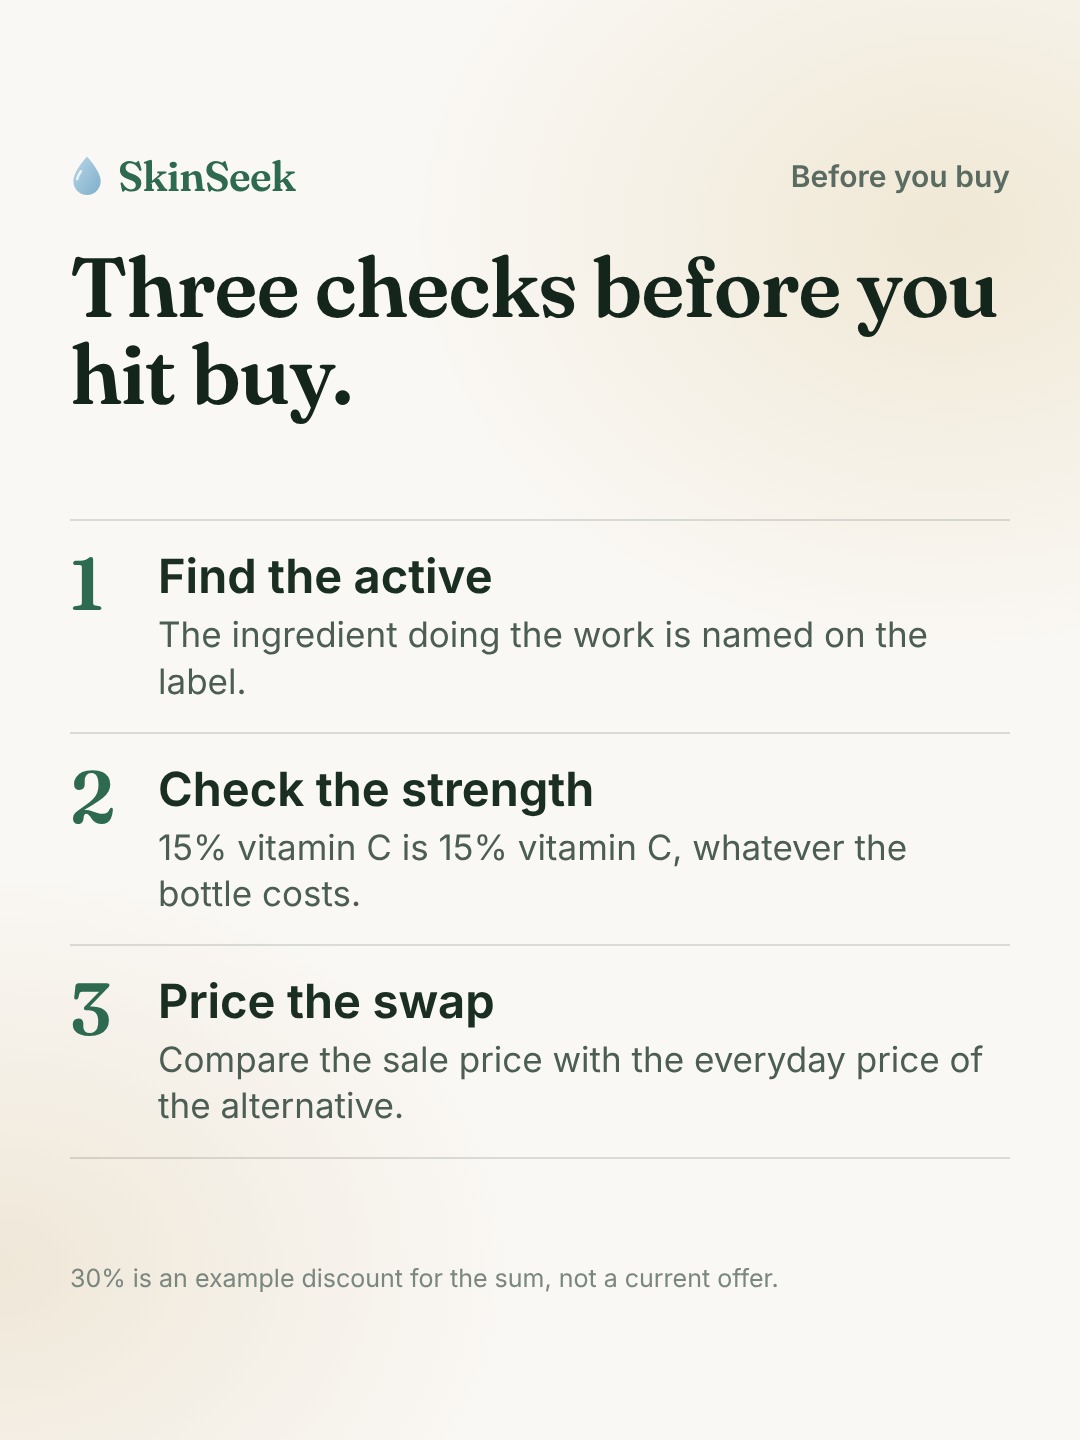 SkinSeek
Before you buy
Three checks before you
hit buy.
1
Find the active
The ingredient doing the work is named on the
label.
2
Check the strength
15% vitamin C is 15% vitamin C, whatever the
bottle costs.
3
Price the swap
Compare the sale price with the everyday price of
the alternative.
30% is an example discount for the sum, not a current offer.